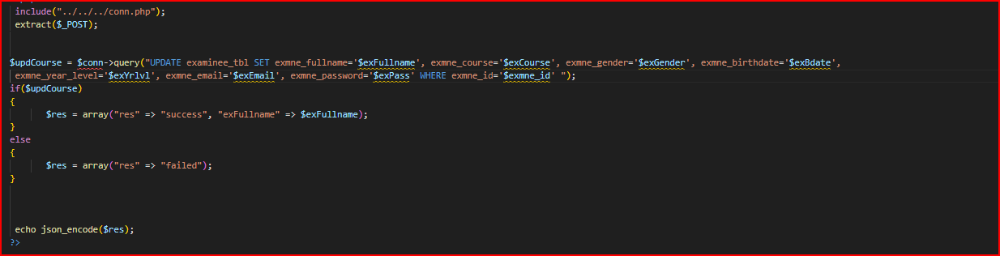 include("../../../conn.php");
extract($_POST);
$updCourse = $conn->query("UPDATE examinee_tbl SET exmne_fullname='$exFullname', exmne_course='$exCourse', exmne_gender='$exGender', exmne_birthdate='$exBdate',
exmne_year_level='$exYrlvl', exmne_email='$exEmail', exmne_password='$exPass' WHERE exmne_id='$exmne_id' ");
if($updCourse)
{
$res = array("res" => "success", "exFullname" => $exFullname);
}
else
{
$res = array("res" => "failed");
}
echo json_encode($res);
?>